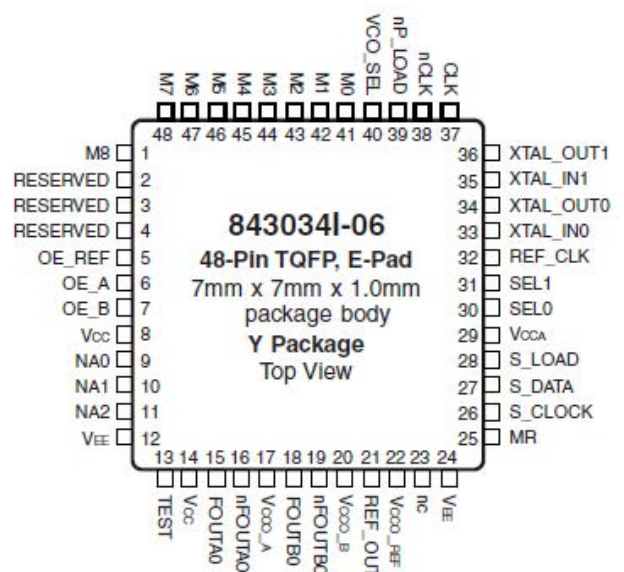 M7 M6 M5 M4 M3 M2 M1 M0 VCO_SEL nP_LOAD nCLK CLK
48 47 46 45 44 43 42 41 40 39 38 37
M8 1
RESERVED 2
RESERVED 3
RESERVED 4
OE_REF 5
OE_A 6
OE_B 7
VCC 8
NA0 9
NA1 10
NA2 11
VEE 12
843034I-06
48-Pin TQFP, E-Pad
7mm x 7mm x 1.0mm
package body
Y Package
Top View
36 XTAL_OUT1
35 XTAL_IN1
34 XTAL_OUT0
33 XTAL_IN0
32 REF_CLK
31 SEL1
30 SEL0
29 VCCA
28 S_LOAD
27 S_DATA
26 S_CLOCK
25 MR
13 14 15 16 17 18 19 20 21 22 23 24
TEST VCC FOUTA0 nFOUTA0 VCCO_A FOUTB0 nFOUTB0 VCCO_B REF_OUT VCCO_REF nc VEE